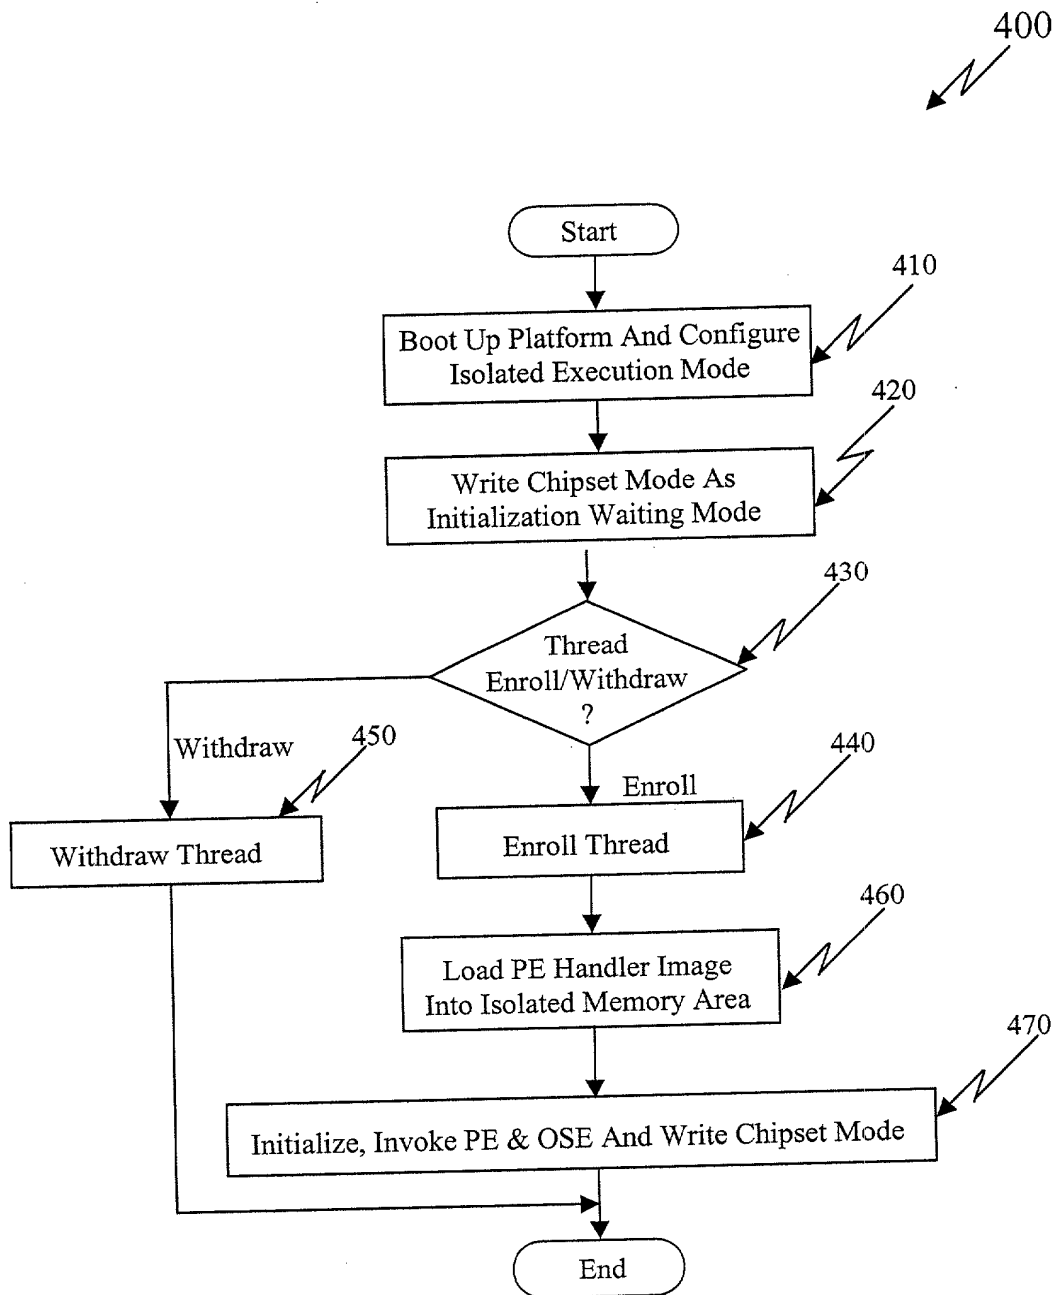 400
Start
410
Boot Up Platform And Configure
Isolated Execution Mode
420
Write Chipset Mode As
Initialization Waiting Mode
430
Thread
Enroll/Withdraw
?
Withdraw
450
440
Enroll
Withdraw Thread
Enroll Thread
460
Load PE Handler Image
Into Isolated Memory Area
470
Initialize, Invoke PE & OSE And Write Chipset Mode
End